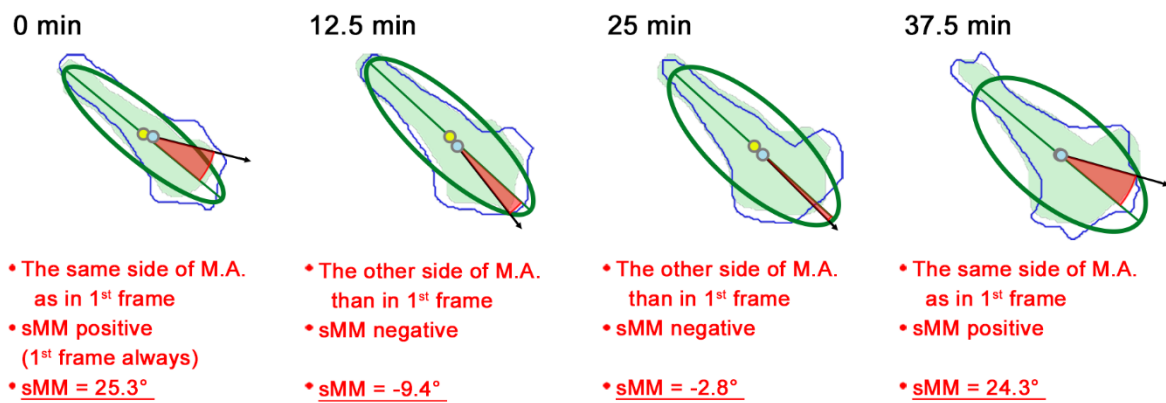 0 min
• The same side of M.A.
as in 1st frame
• sMM positive
(1st frame always)
• sMM = 25.3°
12.5 min
• The other side of M.A.
than in 1st frame
• sMM negative
• sMM = -9.4°
25 min
• The other side of M.A.
than in 1st frame
• sMM negative
• sMM = -2.8°
37.5 min
• The same side of M.A.
as in 1st frame
• sMM positive
• sMM = 24.3°